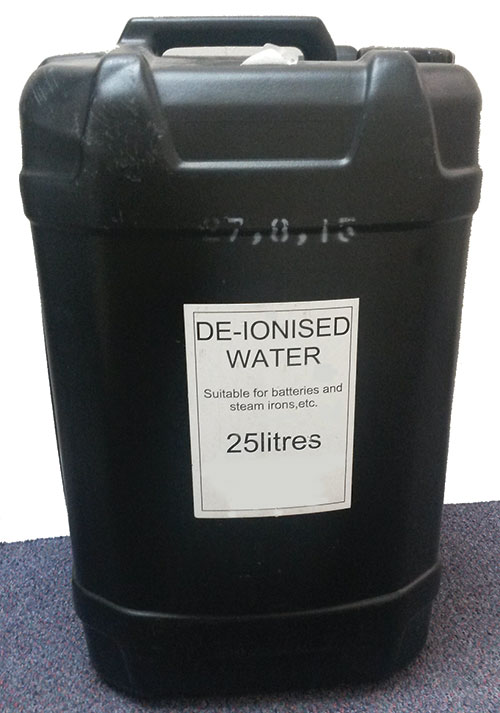 27,8,15
DE-IONISED
WATER
Suitable for batteries and
steam irons,etc.
25litres